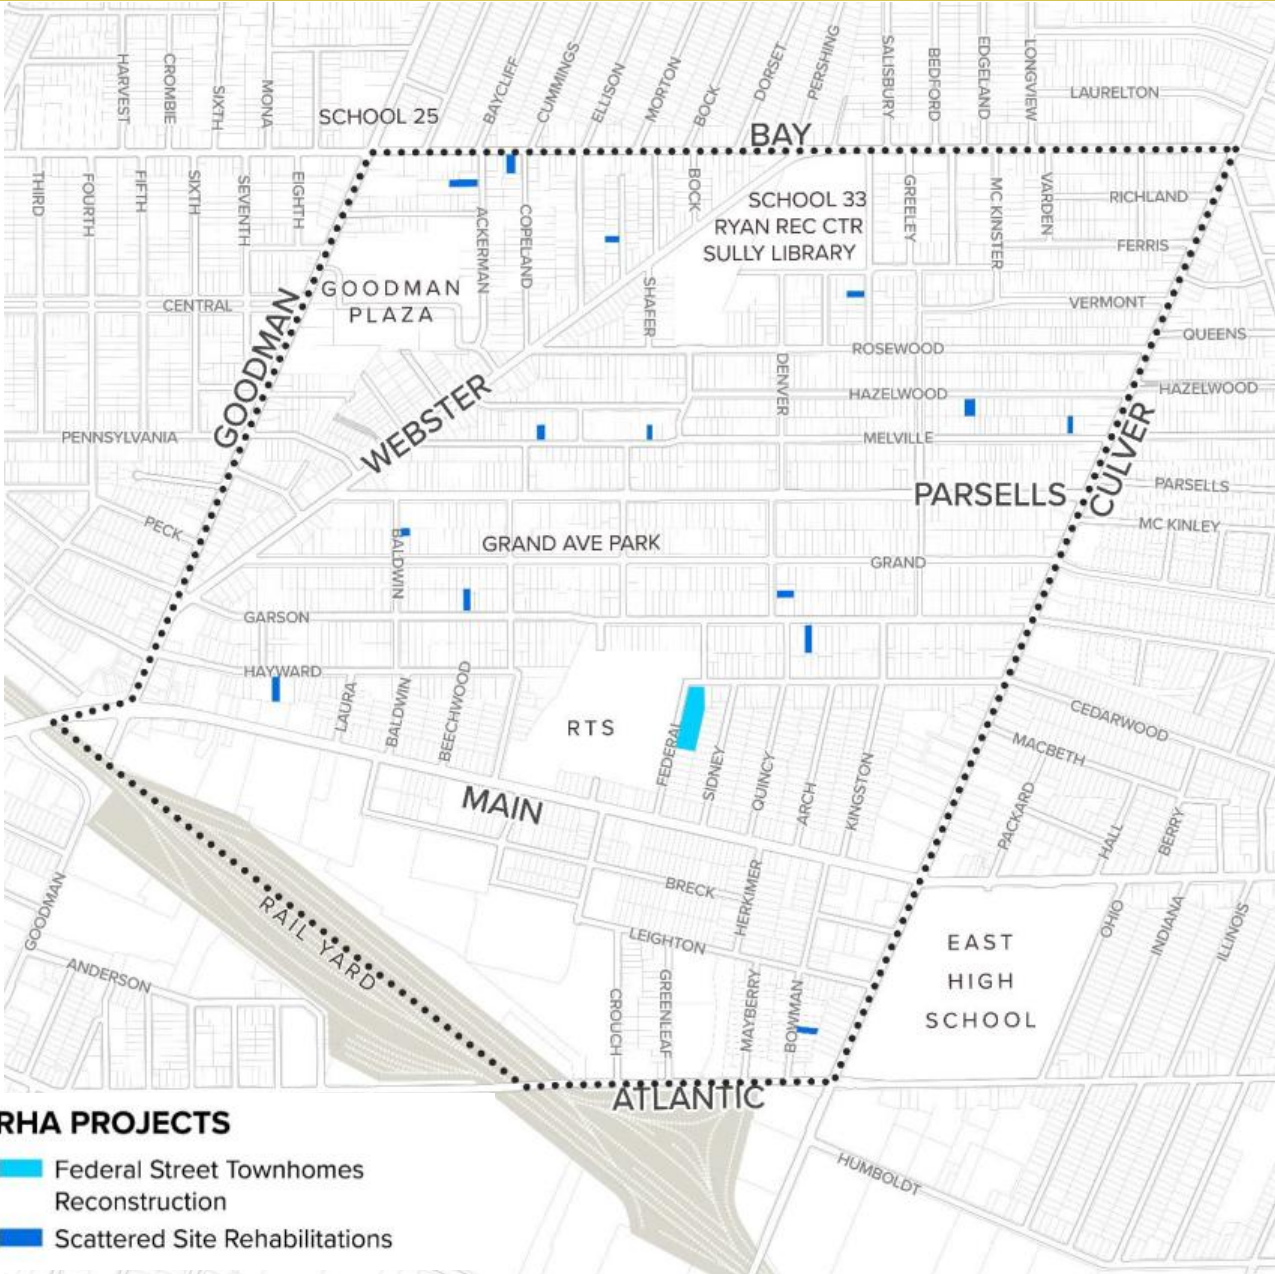 HARVEST
CROMBIE
SIXTH
MONA
SCHOOL 25
BAYCLIFF
CUMMINGS
ELLISON
MORTON
BOCK
DORSET
PERSHING
SALISBURY
BEDFORD
EDGELAND
LONGVIEW
LAURELTON
BAY
THIRD
FOURTH
FIFTH
SIXTH
SEVENTH
EIGHTH
ACKERMAN
COPELAND
BOCK
SCHOOL 33
RYAN REC CTR
SULLY LIBRARY
GREELEY
MC KINSTER
VARDEN
RICHLAND
FERRIS
CENTRAL
GOODMAN
GOODMAN
PLAZA
SHAFER
VERMONT
QUEENS
ROSEWOOD
DENVER
HAZELWOOD
HAZELWOOD
WEBSTER
PENNSYLVANIA
MELVILLE
CULVER
PARSELLS
PARSELLS
MC KINLEY
PECK
BALDWIN
GRAND AVE PARK
GRAND
GARSON
HAYWARD
LAURA
BALDWIN
BEECHWOOD
RTS
FEDERAL
SIDNEY
QUINCY
ARCH
KINGSTON
CEDARWOOD
MACBETH
PACKARD
HALL
BERRY
MAIN
BRECK
HERKIMER
LEIGHTON
GOODMAN
RAIL YARD
ANDERSON
CROUCH
GREENLEAF
MAYBERRY
BOWMAN
EAST
HIGH
SCHOOL
OHIO
INDIANA
ILLINOIS
ATLANTIC
HUMBOLDT
RHA PROJECTS
Federal Street Townhomes
Reconstruction
Scattered Site Rehabilitations